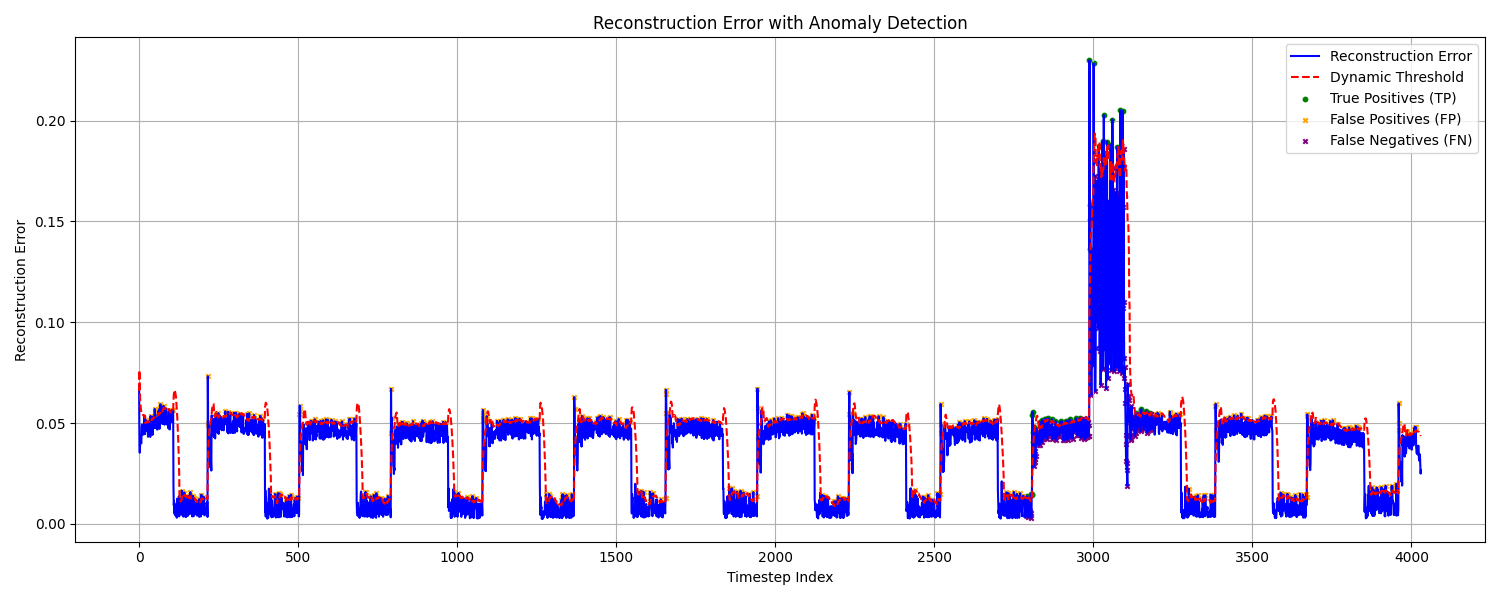 Reconstruction Error with Anomaly Detection
Reconstruction Error
Dynamic Threshold
True Positives (TP)
False Positives (FP)
False Negatives (FN)
Reconstruction Error
0.20
0.15
0.10
0.05
0.00
0 500 1000 1500 2000 2500 3000 3500 4000
Timestep Index